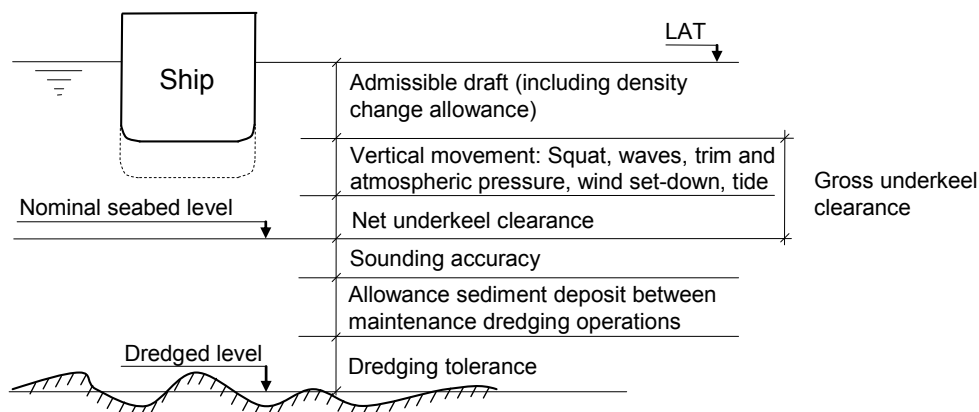 LAT
Ship
Admissible draft (including density
change allowance)
Vertical movement: Squat, waves, trim and
atmospheric pressure, wind set-down, tide
Gross underkeel
clearance
Nominal seabed level
Net underkeel clearance
Sounding accuracy
Allowance sediment deposit between
maintenance dredging operations
Dredged level
Dredging tolerance